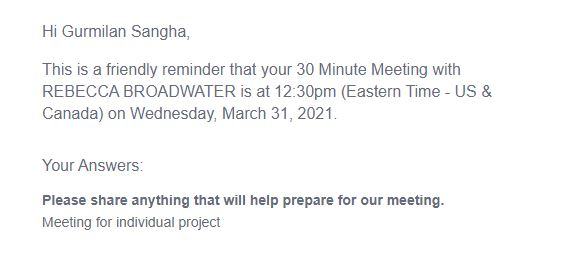 Hi Gurmilan Sangha,
This is a friendly reminder that your 30 Minute Meeting with
REBECCA BROADWATER is at 12:30pm (Eastern Time - US &
Canada) on Wednesday, March 31, 2021.
Your Answers:
Please share anything that will help prepare for our meeting.
Meeting for individual project